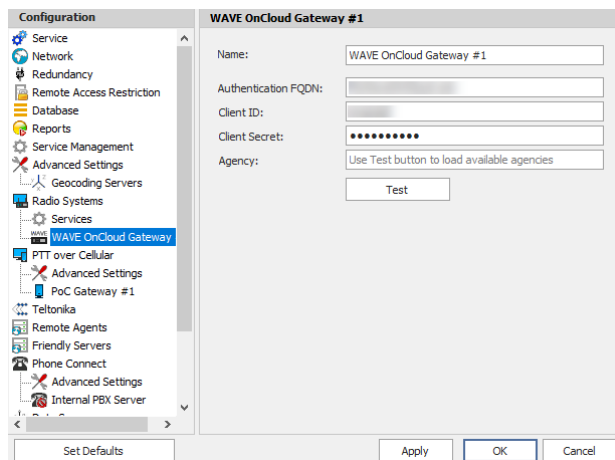 Configuration
Service
Network
Redundancy
Remote Access Restriction
Database
Reports
Service Management
Advanced Settings
Geocoding Servers
Radio Systems
Services
WAVE WAVE OnCloud Gateway
PTT over Cellular
Advanced Settings
PoC Gateway #1
Teltonika
Remote Agents
Friendly Servers
Phone Connect
Advanced Settings
Internal PBX Server
Set Defaults
WAVE OnCloud Gateway #1
Name: WAVE OnCloud Gateway #1
Authentication FQDN:
Client ID:
Client Secret: ●●●●●●●●●●
Agency: Use Test button to load available agencies
Test
Apply OK Cancel